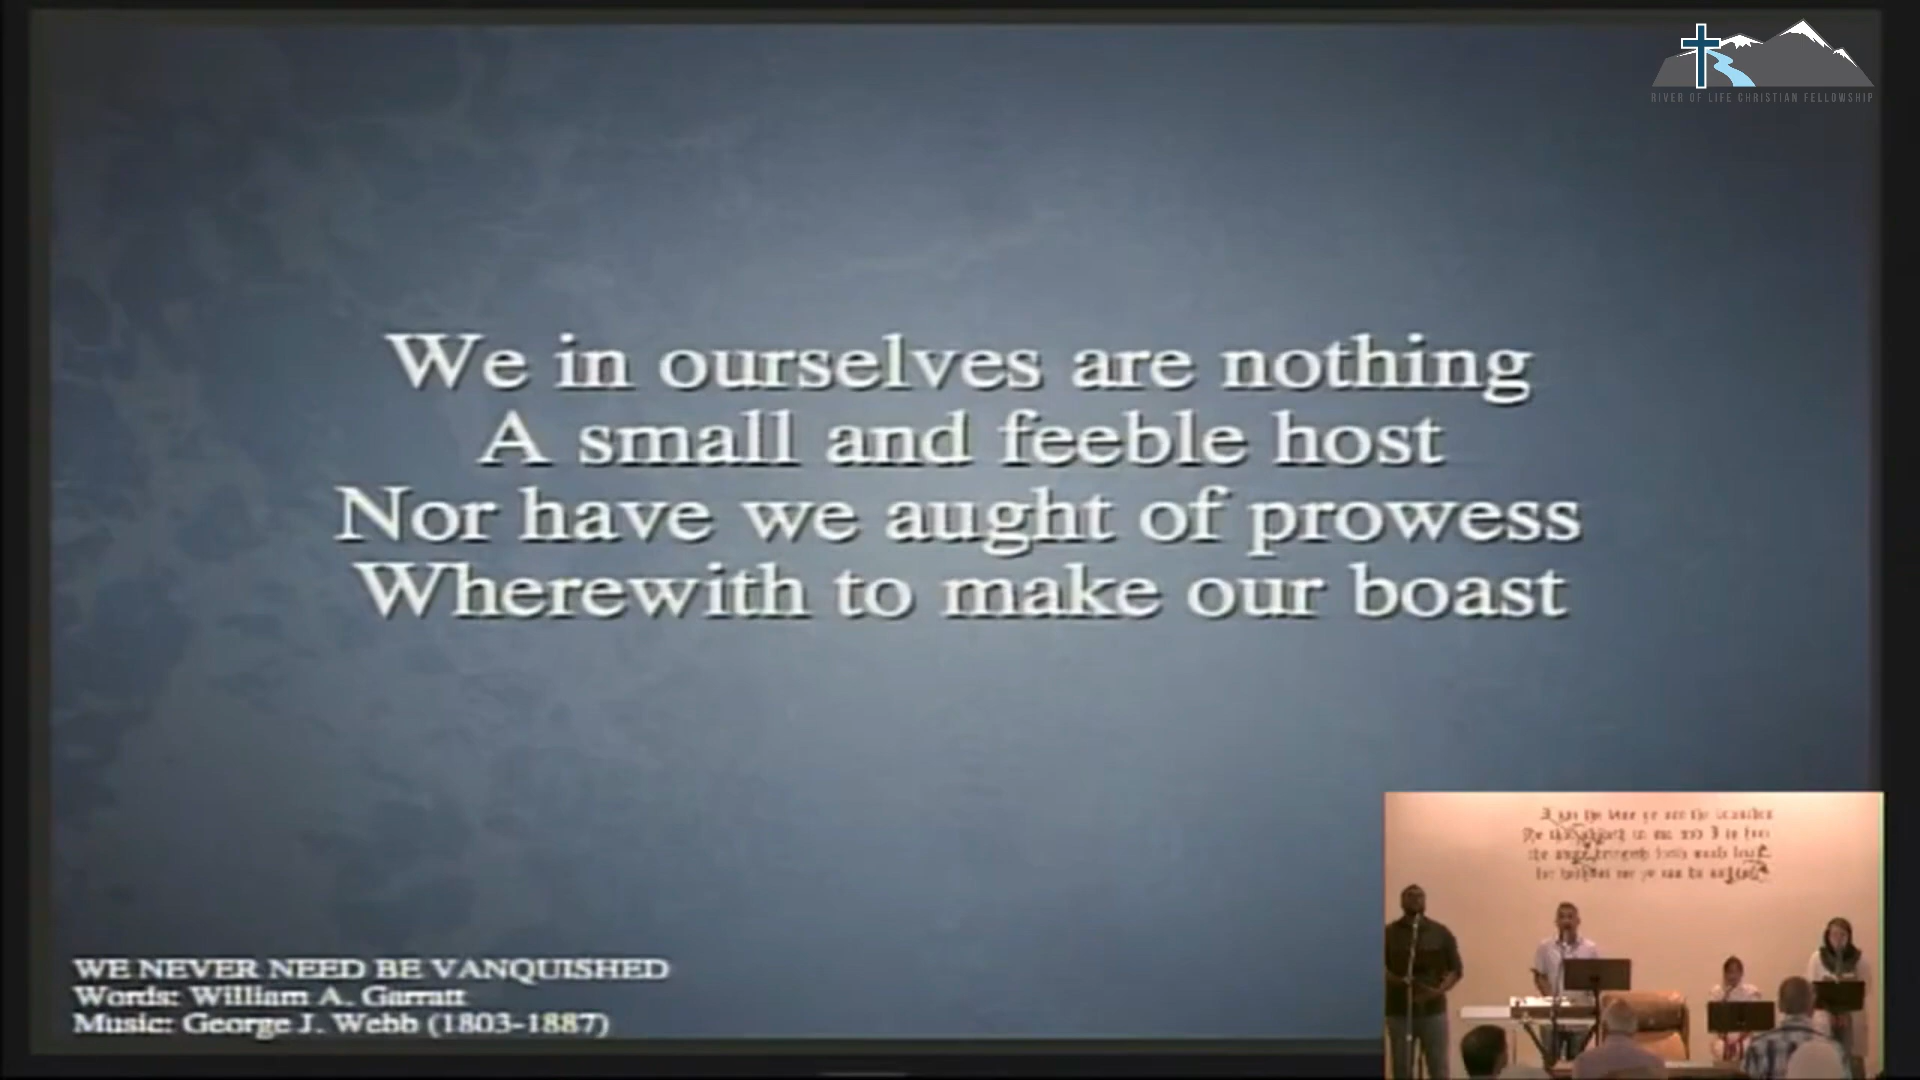 RIVER OF LIFE CHRISTIAN FELLOWSHIP
We in ourselves are nothing
A small and feeble host
Nor have we aught of prowess
Wherewith to make our boast
WE NEVER NEED BE VANQUISHED
Words: William A. Garratt
Music: George J. Webb (1803-1887)